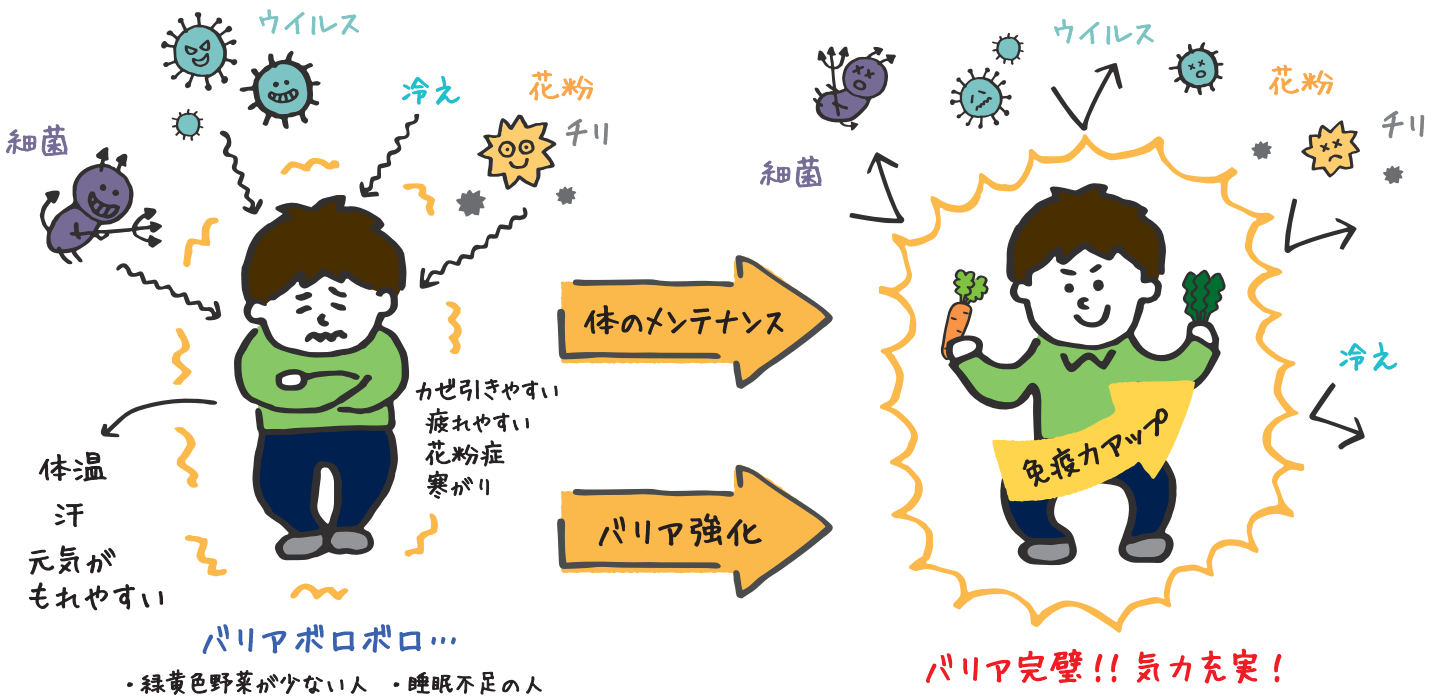 ウイルス
冷え
花粉
チリ
細菌
カゼ引きやすい
疲れやすい
花粉症
寒がり
体温
汗
元気が
もれやすい
バリアボロボロ…
・緑黄色野菜が少ない人 ・睡眠不足の人
体のメンテナンス
バリア強化
ウイルス
花粉
チリ
細菌
冷え
免疫力アップ
バリア完璧!! 気力充実!